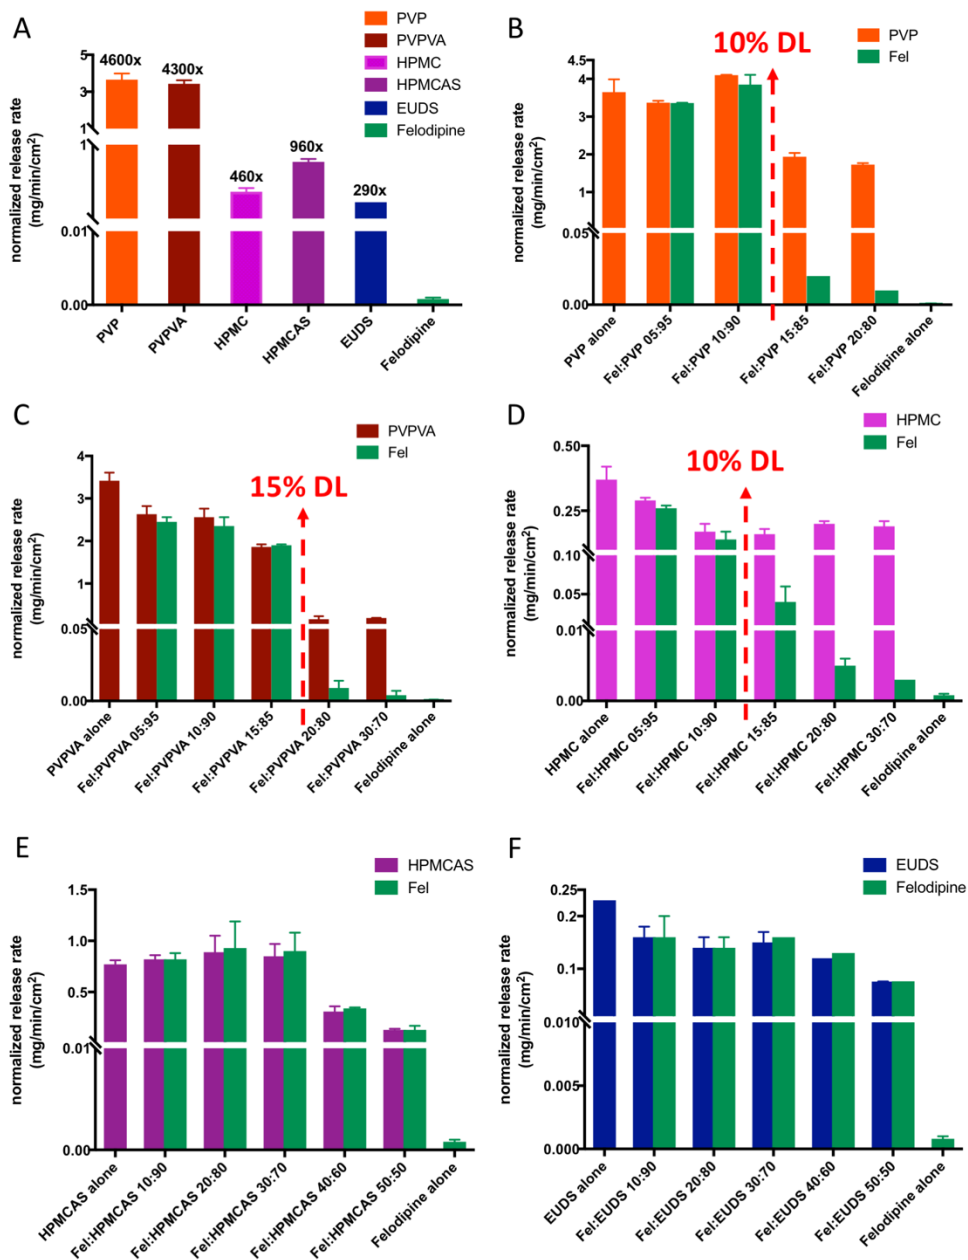 A
PVP
PVPVA
HPMC
HPMCAS
EUDS
Felodipine
normalized release rate
(mg/min/cm²)
5
3
1
1
0.01
0.00
4600x
4300x
460x
960x
290x
PVP
PVPVA
HPMC
HPMCAS
EUDS
Felodipine
B
10% DL
PVP
Fel
normalized release rate
(mg/min/cm²)
4.5
4
3
2
1
0.05
0.00
PVP alone
Fel:PVP 05:95
Fel:PVP 10:90
Fel:PVP 15:85
Fel:PVP 20:80
Felodipine alone
C
PVPVA
Fel
15% DL
normalized release rate
(mg/min/cm²)
4
3
2
1
0.05
0.00
PVPVA alone
Fel:PVPVA 05:95
Fel:PVPVA 10:90
Fel:PVPVA 15:85
Fel:PVPVA 20:80
Fel:PVPVA 30:70
Felodipine alone
D
HPMC
Fel
10% DL
normalized release rate
(mg/min/cm²)
0.50
0.25
0.10
0.05
0.01
0.00
HPMC alone
Fel:HPMC 05:95
Fel:HPMC 10:90
Fel:HPMC 15:85
Fel:HPMC 20:80
Fel:HPMC 30:70
Felodipine alone
E
HPMCAS
Fel
normalized release rate
(mg/min/cm²)
1.5
1.0
0.5
0.01
0.00
HPMCAS alone
Fel:HPMCAS 10:90
Fel:HPMCAS 20:80
Fel:HPMCAS 30:70
Fel:HPMCAS 40:60
Fel:HPMCAS 50:50
Felodipine alone
F
EUDS
Felodipine
normalized release rate
(mg/min/cm²)
0.25
0.2
0.1
0.010
0.005
0.000
EUDS alone
Fel:EUDS 10:90
Fel:EUDS 20:80
Fel:EUDS 30:70
Fel:EUDS 40:60
Fel:EUDS 50:50
Felodipine alone